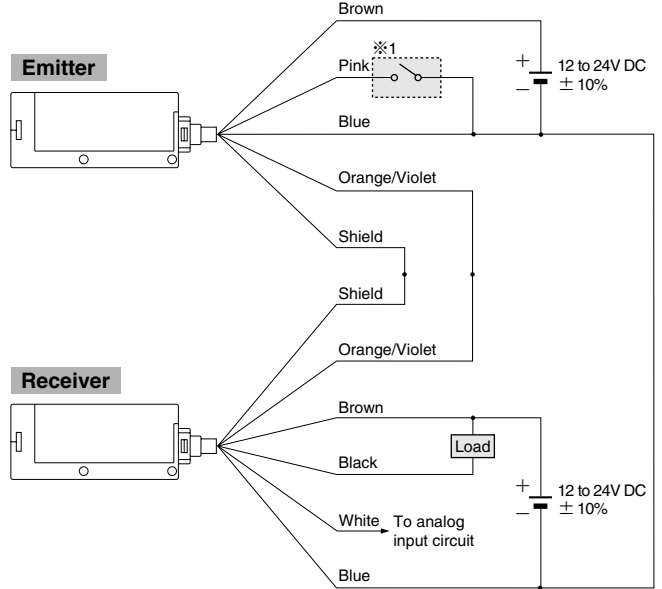 Brown
※1
Emitter
Pink
+
12 to 24V DC
−
± 10%
Blue
Orange/Violet
Shield
Shield
Orange/Violet
Receiver
Brown
Load
Black
+
12 to 24V DC
−
± 10%
White
To analog
input circuit
Blue